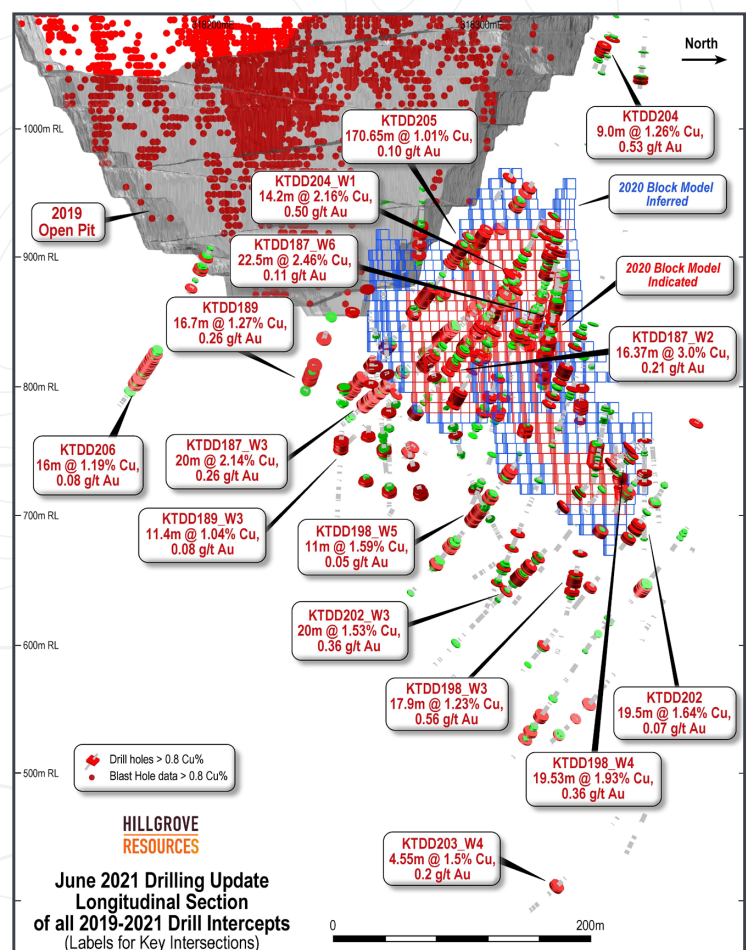 318200mE
318300mE
North
KTDD205
170.65m @ 1.01% Cu,
0.10 g/t Au
KTDD204
9.0m @ 1.26% Cu,
0.53 g/t Au
1000m RL
KTDD204_W1
14.2m @ 2.16% Cu,
0.50 g/t Au
2020 Block Model
Inferred
2019
Open Pit
KTDD187_W6
22.5m @ 2.46% Cu,
0.11 g/t Au
900m RL
2020 Block Model
Indicated
KTDD189
16.7m @ 1.27% Cu,
0.26 g/t Au
KTDD187_W2
16.37m @ 3.0% Cu,
0.21 g/t Au
800m RL
KTDD206
16m @ 1.19% Cu,
0.08 g/t Au
KTDD187_W3
20m @ 2.14% Cu,
0.26 g/t Au
700m RL
KTDD189_W3
11.4m @ 1.04% Cu,
0.08 g/t Au
KTDD198_W5
11m @ 1.59% Cu,
0.05 g/t Au
KTDD202_W3
20m @ 1.53% Cu,
0.36 g/t Au
600m RL
KTDD198_W3
17.9m @ 1.23% Cu,
0.56 g/t Au
KTDD202
19.5m @ 1.64% Cu,
0.07 g/t Au
KTDD198_W4
19.53m @ 1.93% Cu,
0.36 g/t Au
Drill holes > 0.8 Cu%
Blast Hole data > 0.8 Cu%
500m RL
HILLGROVE
RESOURCES
KTDD203_W4
4.55m @ 1.5% Cu,
0.2 g/t Au
June 2021 Drilling Update
Longitudinal Section
of all 2019-2021 Drill Intercepts
(Labels for Key Intersections)
0
200m